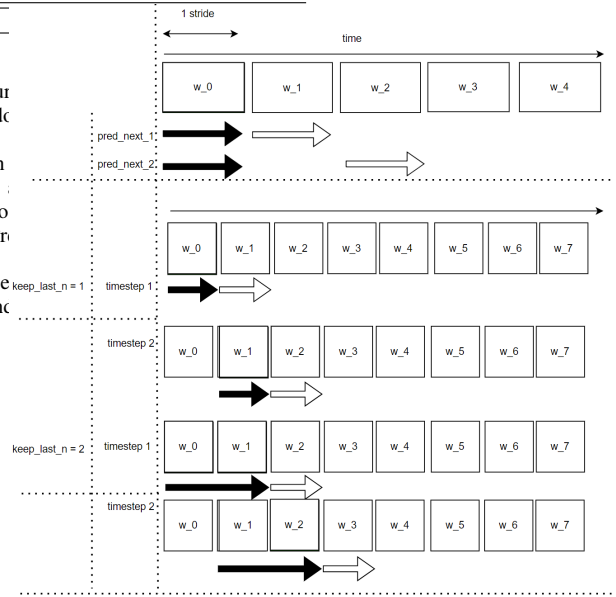 1 stride
time
w_0 w_1 w_2 w_3 w_4
pred_next_1
pred_next_2
w_0 w_1 w_2 w_3 w_4 w_5 w_6 w_7
keep_last_n = 1 timestep 1
timestep 2
w_0 w_1 w_2 w_3 w_4 w_5 w_6 w_7
keep_last_n = 2 timestep 1
w_0 w_1 w_2 w_3 w_4 w_5 w_6 w_7
timestep 2
w_0 w_1 w_2 w_3 w_4 w_5 w_6 w_7